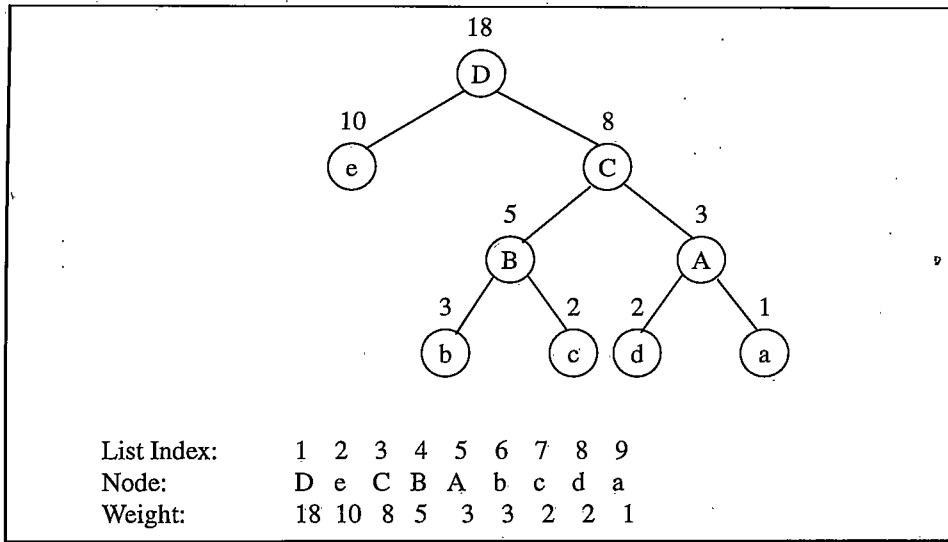 18
D
10 8
e C
5 3
B A
3 2 2 1
b c d a
List Index: 1 2 3 4 5 6 7 8 9
Node: D e C B A b c d a
Weight: 18 10 8 5 3 3 2 2 1